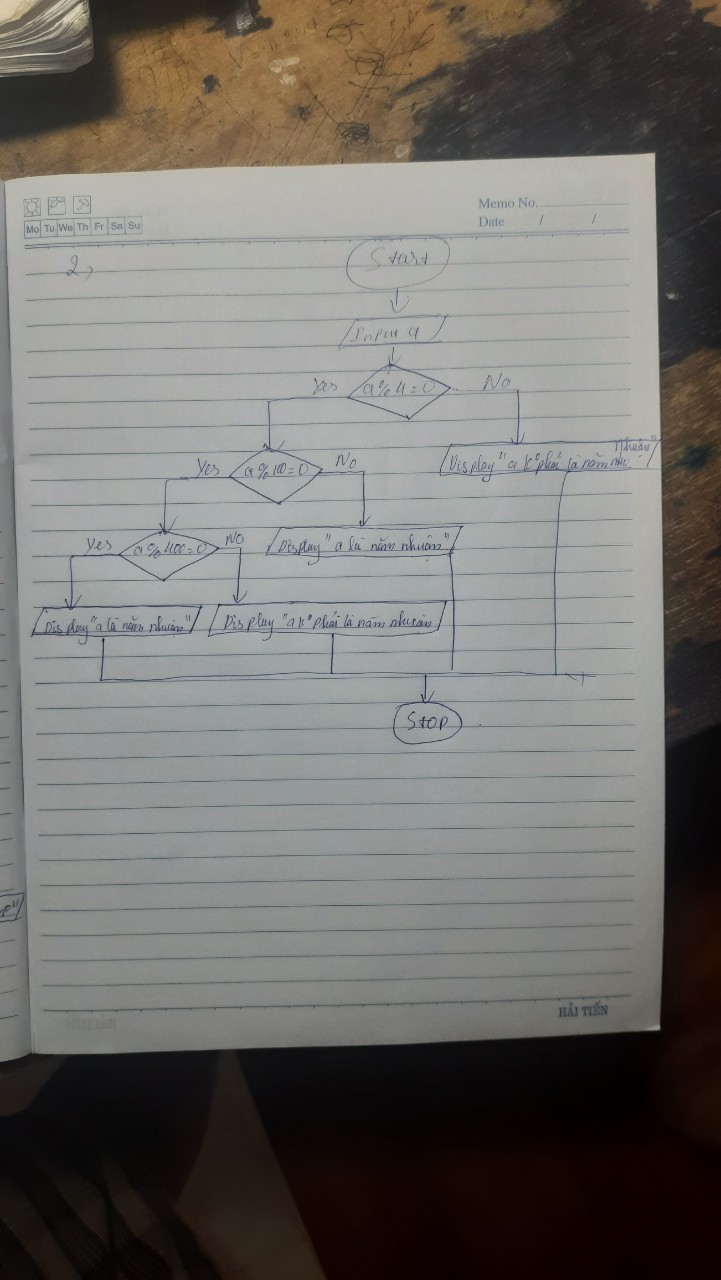 Memo No.
Mo Tu We Th Fr Sa Su
Date / /
2,
Start
Input a
Yes
a % 4 = 0
No
Yes
a % 100 = 0
No
Display "a k° phải là năm nhuận"
Yes
a % 400 = 0
No
Display "a là năm nhuận"
Display "a là năm nhuận"
Display "a k° phải là năm nhuận
Stop
HẢI TIẾN